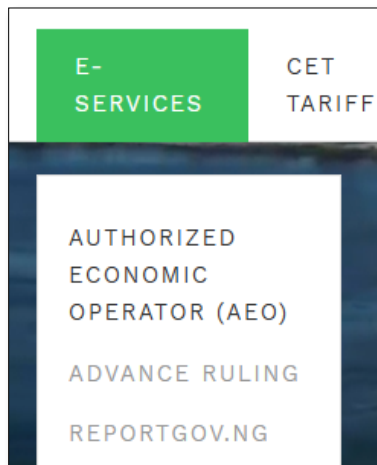 E-
SERVICES
CET
TARIFF
AUTHORIZED
ECONOMIC
OPERATOR (AEO)
ADVANCE RULING
REPORTGOV.NG